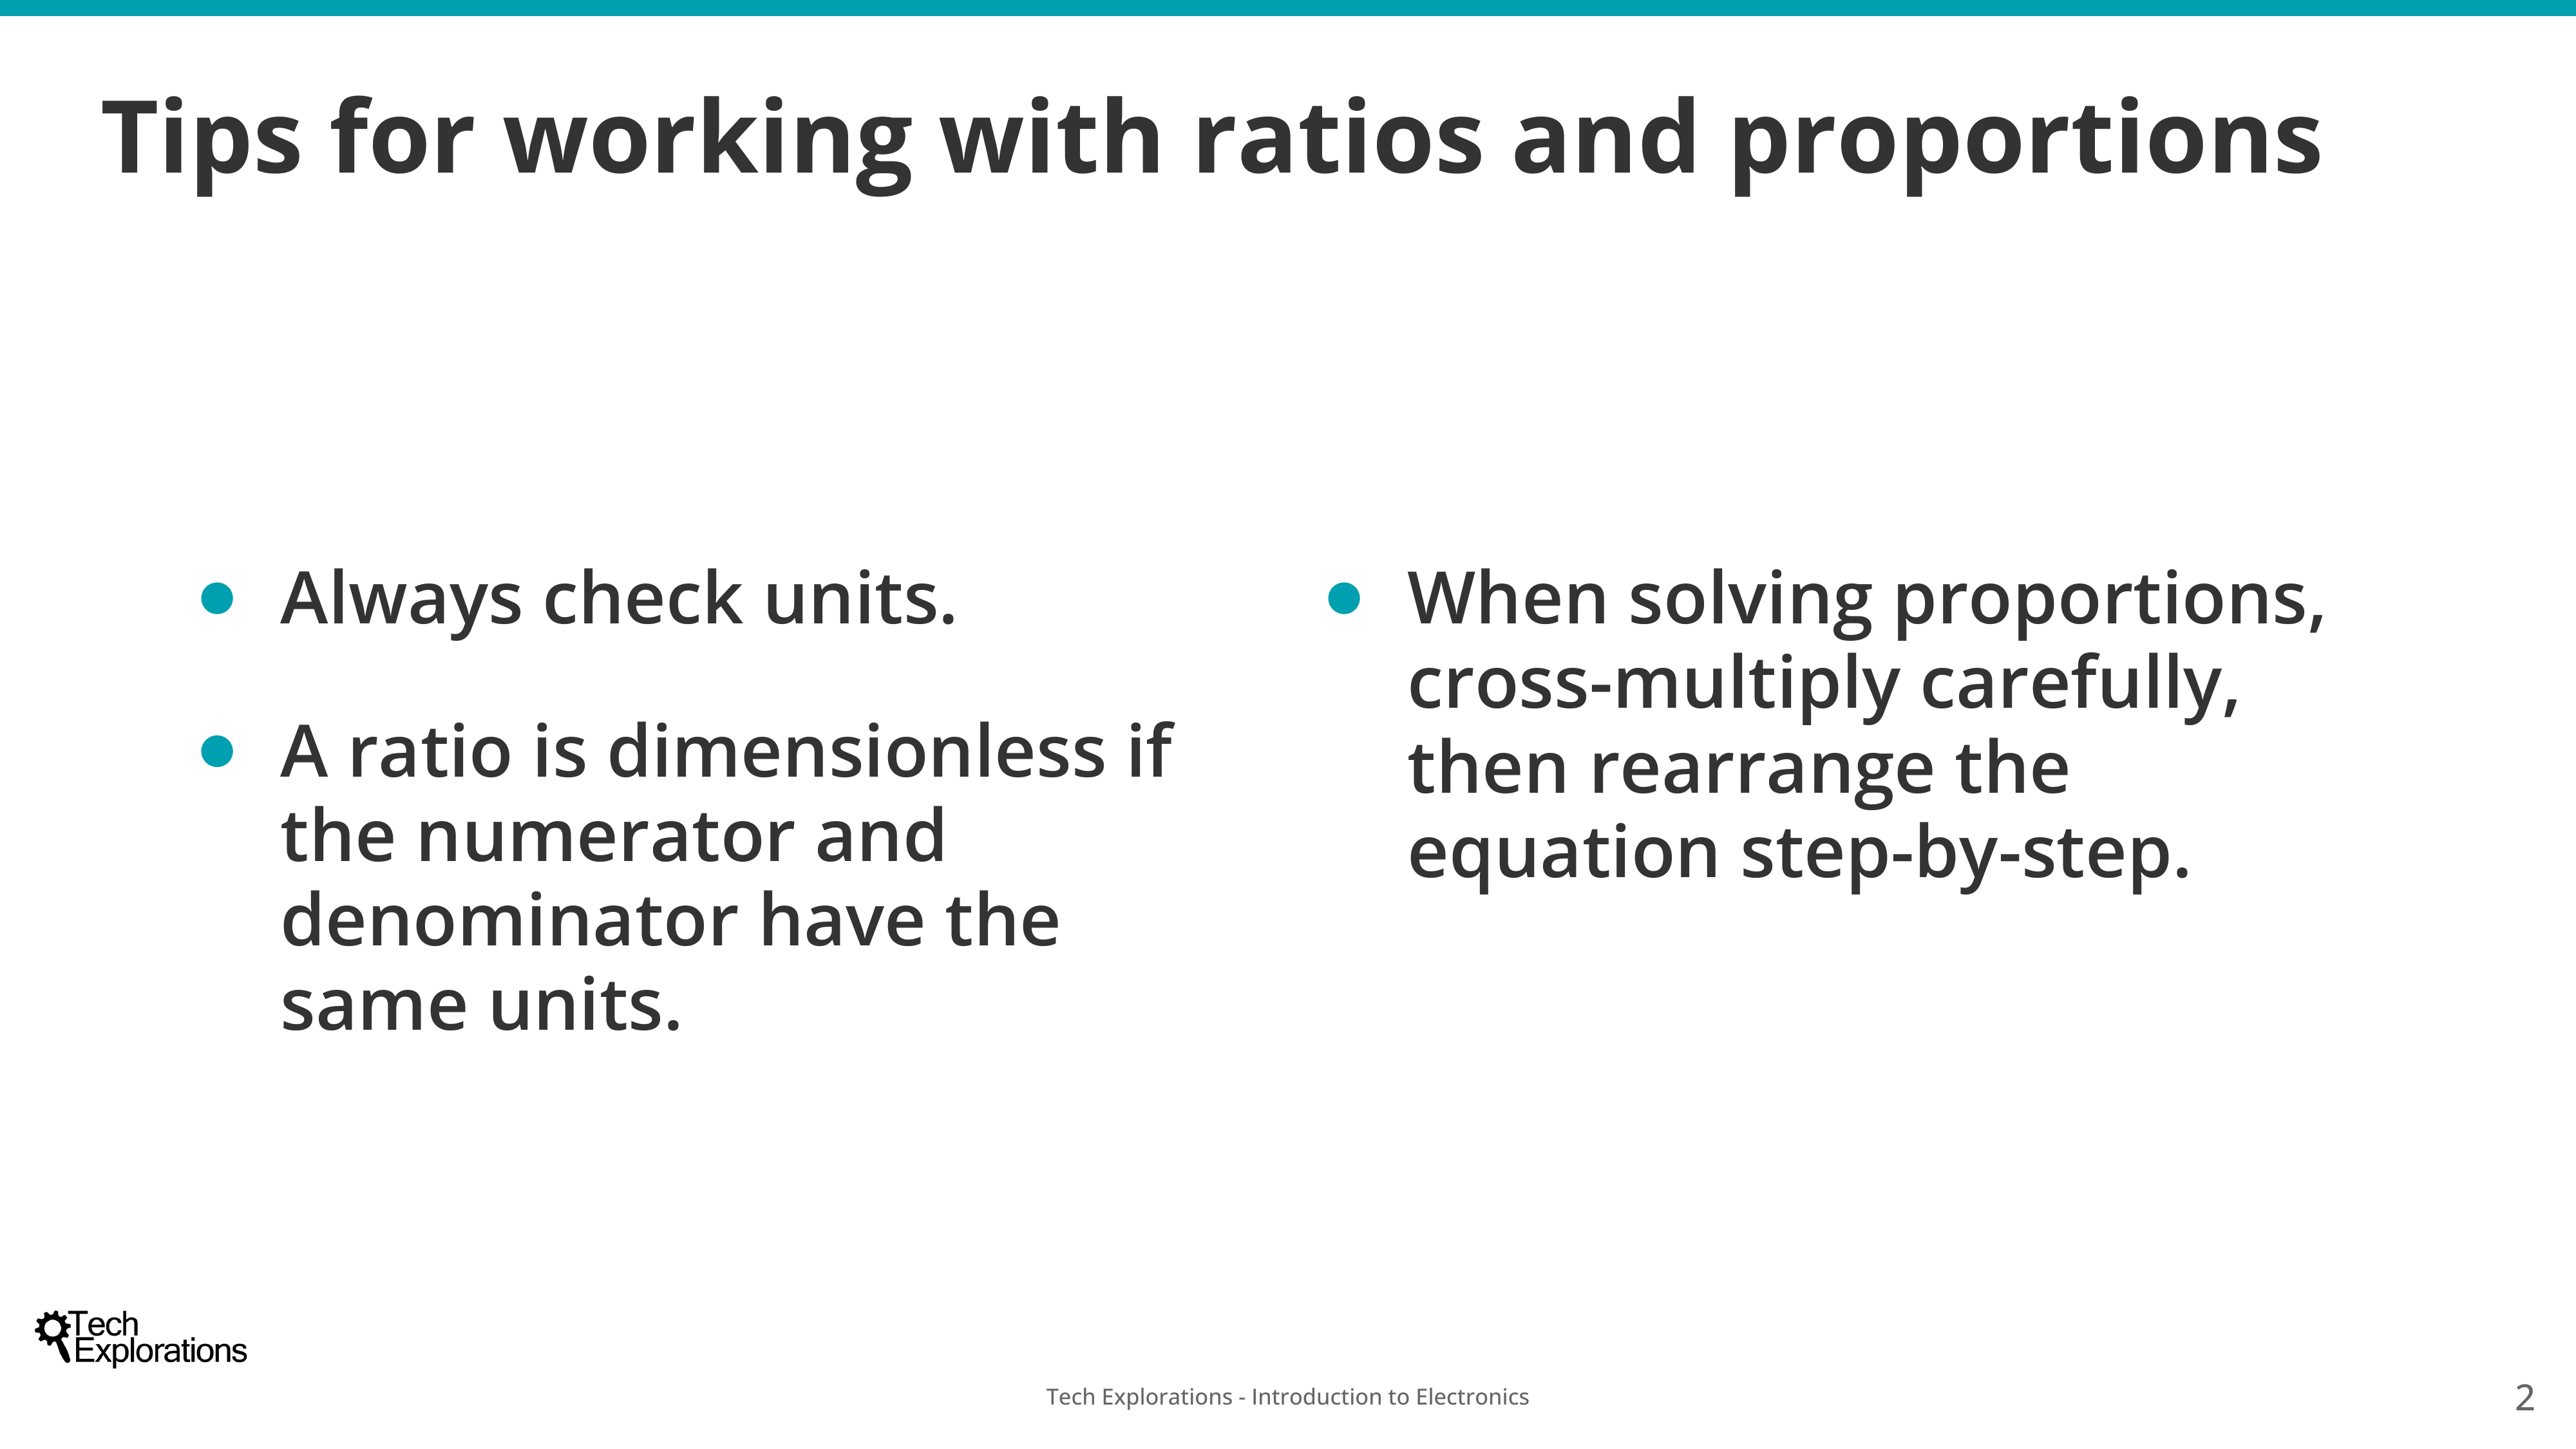 Tips for working with ratios and proportions
Always check units.
A ratio is dimensionless if
the numerator and
denominator have the
same units.
When solving proportions,
cross-multiply carefully,
then rearrange the
equation step-by-step.
Tech
Explorations
Tech Explorations - Introduction to Electronics
2